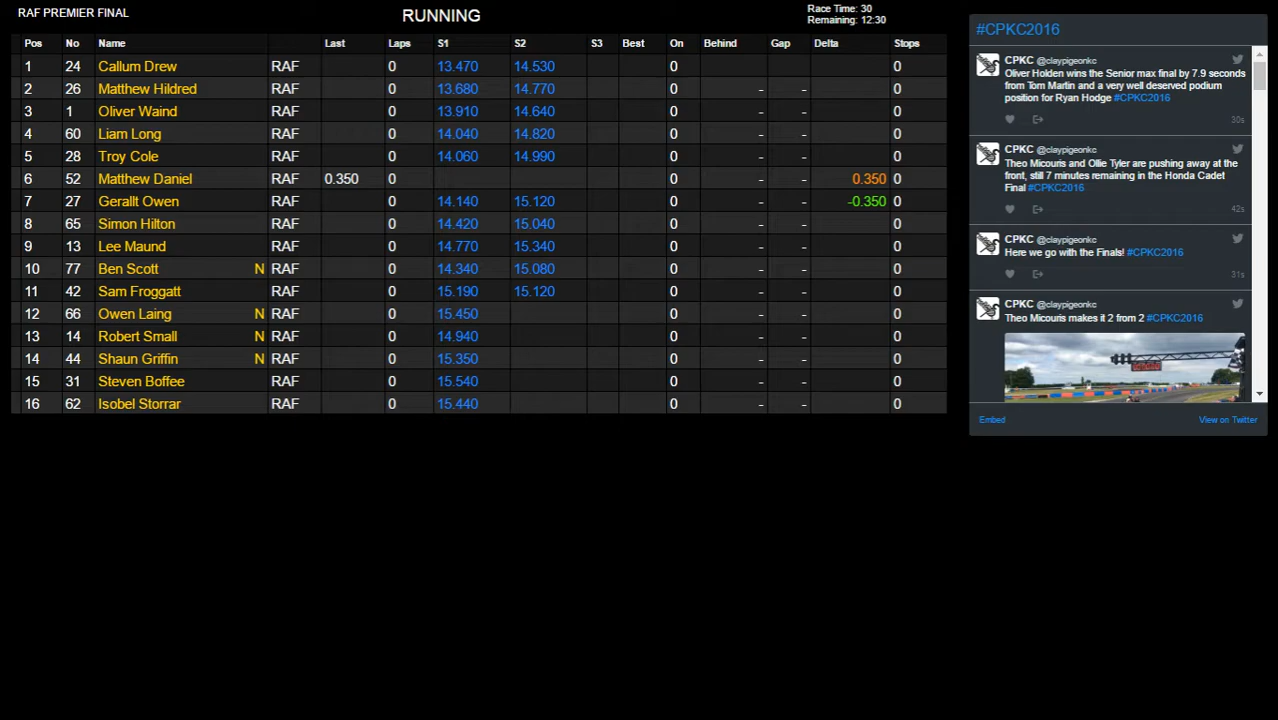 RAF PREMIER FINAL
RUNNING
Race Time: 30
Remaining: 12:30
Pos No Name Last Laps S1 S2 S3 Best On Behind Gap Delta Stops
1 24 Callum Drew RAF 0 13.470 14.530 0 0
2 26 Matthew Hildred RAF 0 13.680 14.770 0 - - 0
3 1 Oliver Waind RAF 0 13.910 14.640 0 - - 0
4 60 Liam Long RAF 0 14.040 14.820 0 - - 0
5 28 Troy Cole RAF 0 14.060 14.990 0 - - 0
6 52 Matthew Daniel RAF 0.350 0 0 - - 0.350 0
7 27 Gerallt Owen RAF 0 14.140 15.120 0 - - -0.350 0
8 65 Simon Hilton RAF 0 14.420 15.040 0 - - 0
9 13 Lee Maund RAF 0 14.770 15.340 0 - - 0
10 77 Ben Scott N RAF 0 14.340 15.080 0 - - 0
11 42 Sam Froggatt RAF 0 15.190 15.120 0 - - 0
12 66 Owen Laing N RAF 0 15.450 0 - - 0
13 14 Robert Small N RAF 0 14.940 0 - - 0
14 44 Shaun Griffin N RAF 0 15.350 0 - - 0
15 31 Steven Boffee RAF 0 15.540 0 - - 0
16 62 Isobel Storrar RAF 0 15.440 0 - - 0
#CPKC2016
CPKC @claypigeonkc
Oliver Holden wins the Senior max final by 7.9 seconds
from Tom Martin and a very well deserved podium
position for Ryan Hodge #CPKC2016
30s
CPKC @claypigeonkc
Theo Micouris and Ollie Tyler are pushing away at the
front, still 7 minutes remaining in the Honda Cadet
Final #CPKC2016
42s
CPKC @claypigeonkc
Here we go with the Finals! #CPKC2016
31s
CPKC @claypigeonkc
Theo Micouris makes it 2 from 2 #CPKC2016
Embed
View on Twitter